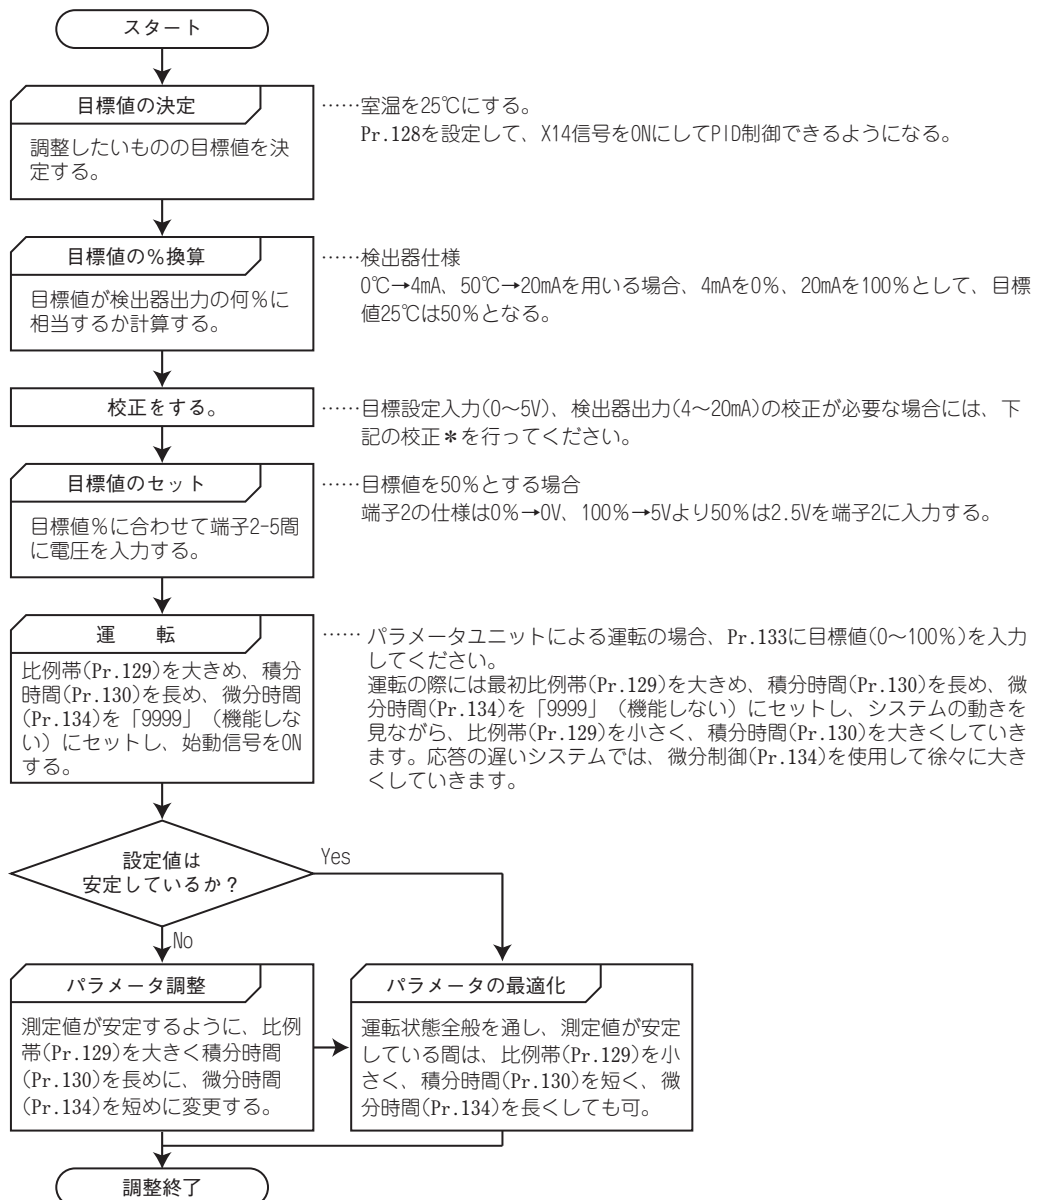 スタート
目標値の決定
調整したいものの目標値を決
定する。
……室温を25℃にする。
Pr.128を設定して、X14信号をONにしてPID制御できるようになる。
目標値の％換算
目標値が検出器出力の何％に
相当するか計算する。
……検出器仕様
0℃→4mA、50℃→20mAを用いる場合、4mAを0％、20mAを100％として、目標
値25℃は50％となる。
校正をする。
……目標設定入力(0～5V)、検出器出力(4～20mA)の校正が必要な場合には、下
記の校正＊を行ってください。
目標値のセット
目標値％に合わせて端子2-5間
に電圧を入力する。
……目標値を50％とする場合
端子2の仕様は0％→0V、100％→5Vより50％は2.5Vを端子2に入力する。
運　　転
比例帯(Pr.129)を大きめ、積分
時間(Pr.130)を長め、微分時間
(Pr.134)を「9999」（機能しな
い）にセットし、始動信号をON
する。
…… パラメータユニットによる運転の場合、Pr.133に目標値(0～100％)を入力
してください。
運転の際には最初比例帯(Pr.129)を大きめ、積分時間(Pr.130)を長め、微
分時間(Pr.134)を「9999」（機能しない）にセットし、システムの動きを
見ながら、比例帯(Pr.129)を小さく、積分時間(Pr.130)を大きくしていき
ます。応答の遅いシステムでは、微分制御(Pr.134)を使用して徐々に大き
くしていきます。
設定値は
安定しているか？
Yes
No
パラメータ調整
測定値が安定するように、比例
帯(Pr.129)を大きく積分時間
(Pr.130)を長めに、微分時間
(Pr.134)を短めに変更する。
パラメータの最適化
運転状態全般を通し、測定値が安定
している間は、比例帯(Pr.129)を小
さく、積分時間(Pr.130)を短く、微
分時間(Pr.134)を長くしても可。
調整終了